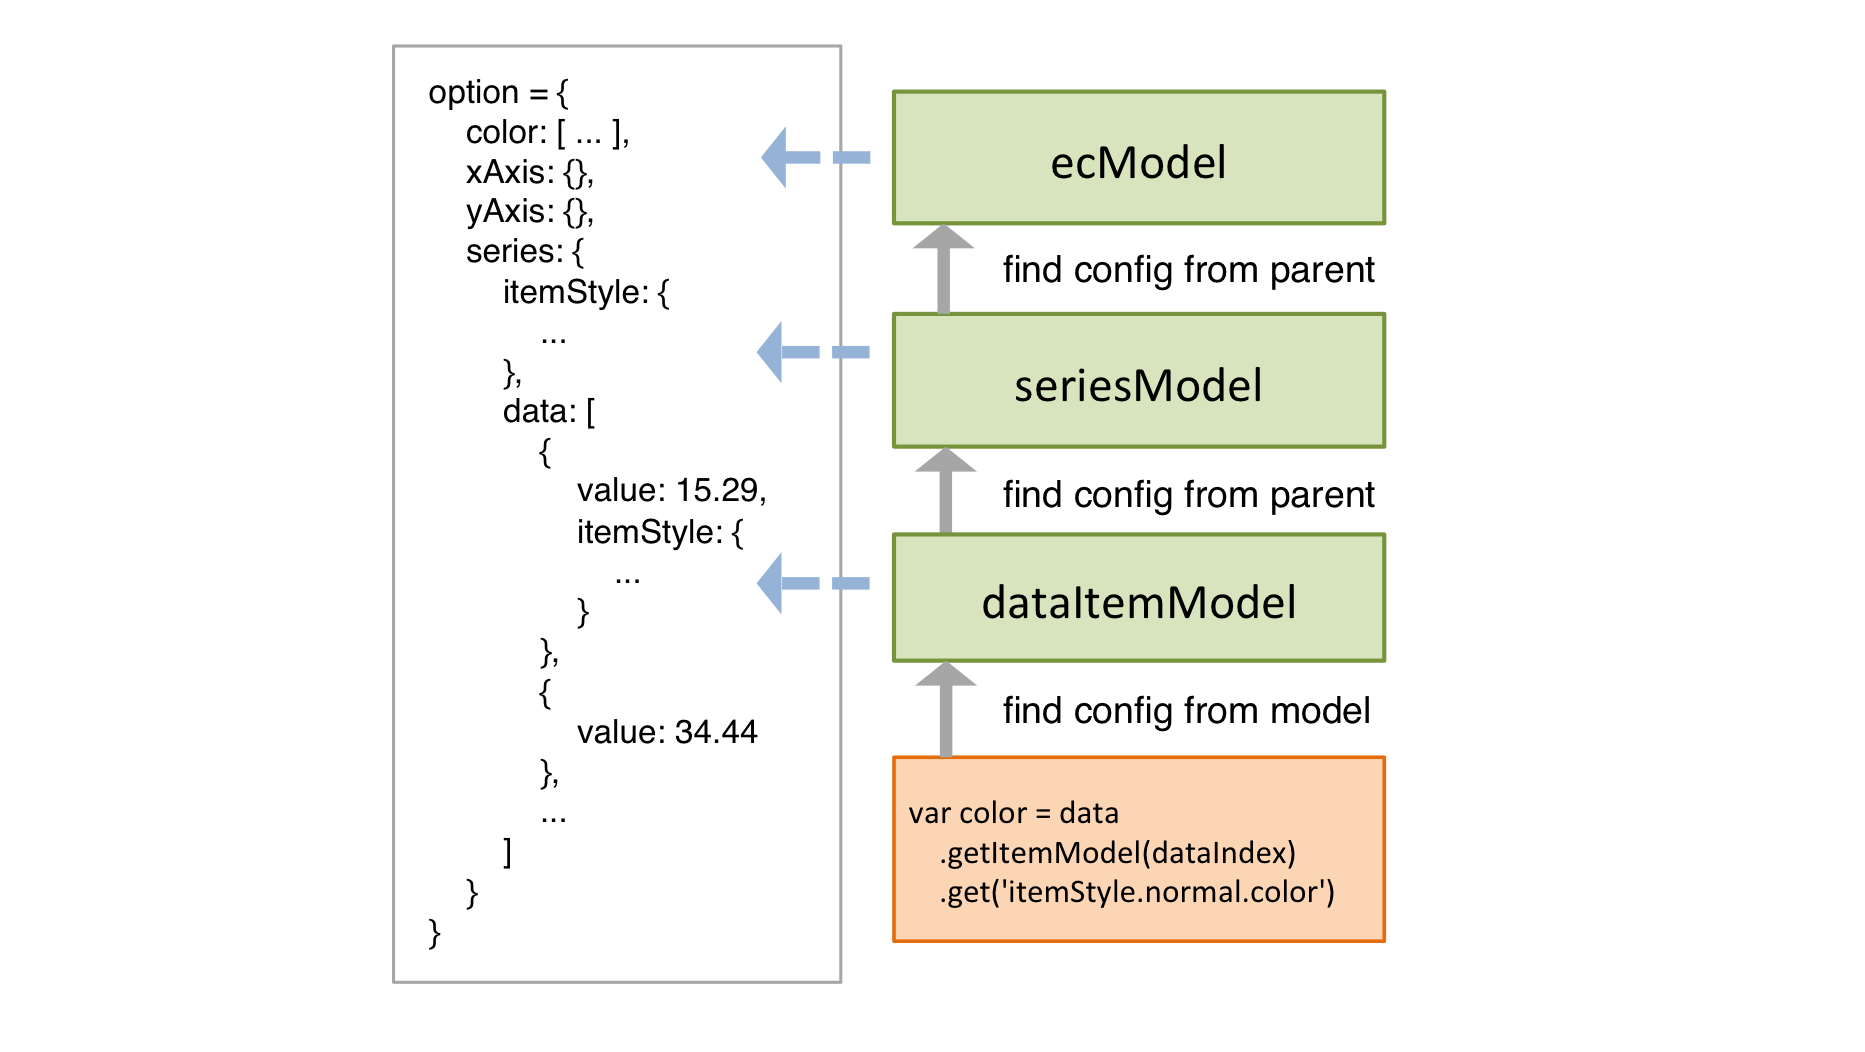 option = {
color: [ ... ],
xAxis: {},
yAxis: {},
series: {
itemStyle: {
...
},
data: [
{
value: 15.29,
itemStyle: {
...
}
},
{
value: 34.44
},
...
]
}
}
ecModel
find config from parent
seriesModel
find config from parent
dataItemModel
find config from model
var color = data
.getItemModel(dataIndex)
.get('itemStyle.normal.color')